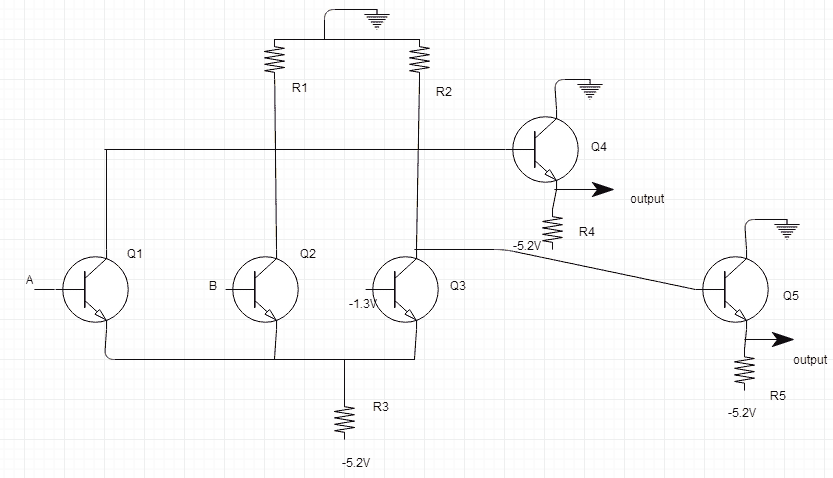 R1
R2
Q4
output
R4
-5.2V
Q1
Q2
Q3
A
B
-1.3V
Q5
output
R5
-5.2V
R3
-5.2V